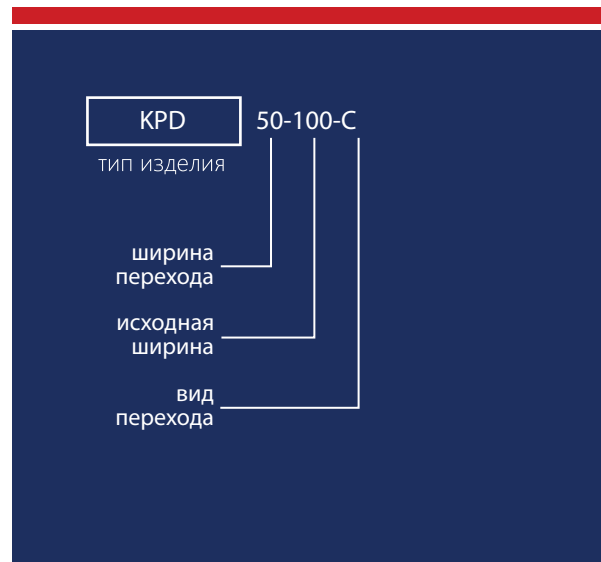 KPD 50-100-C
тип изделия
ширина
перехода
исходная
ширина
вид
перехода